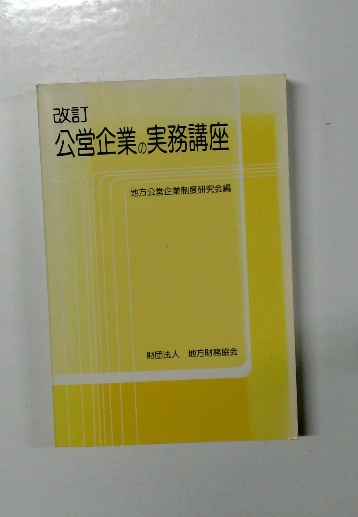 改訂
公営企業の実務講座
地方公営企業制度研究会編
財団法人 地方財務協会